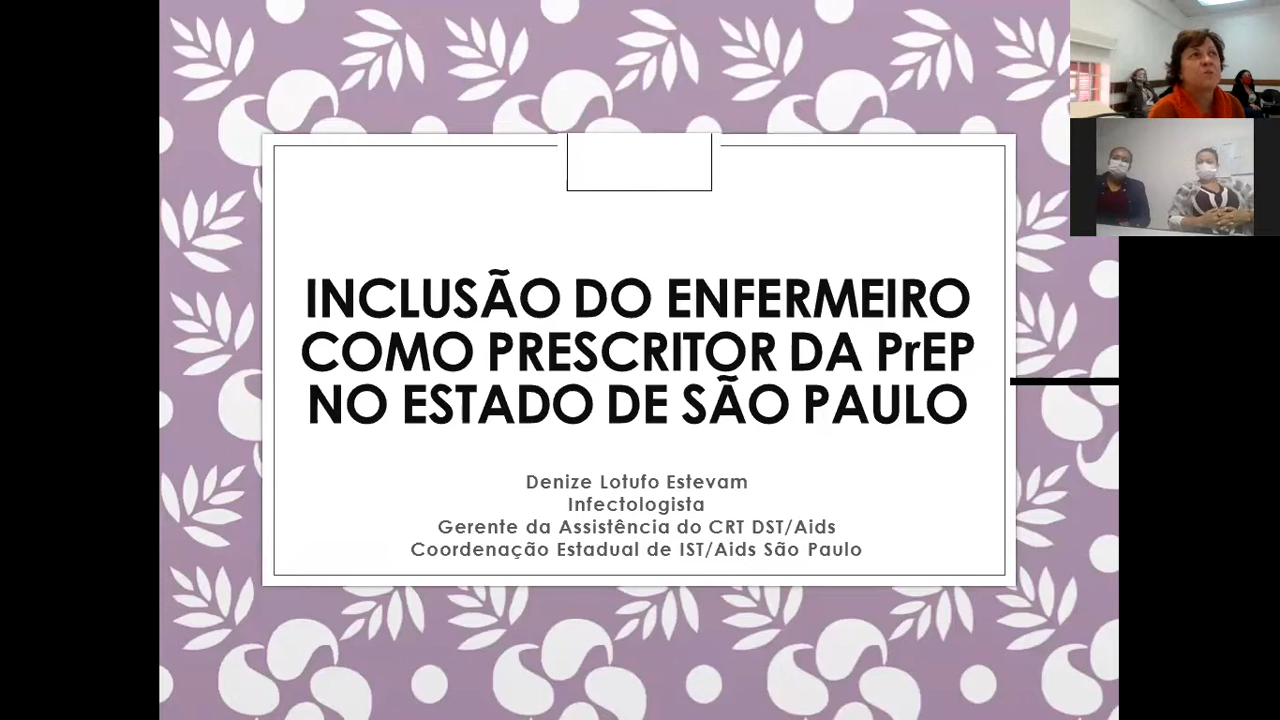 INCLUSÃO DO ENFERMEIRO
COMO PRESCRITOR DA PrEP
NO ESTADO DE SÃO PAULO
Denize Lotufo Estevam
Infectologista
Gerente da Assistência do CRT DST/Aids
Coordenação Estadual de IST/Aids São Paulo